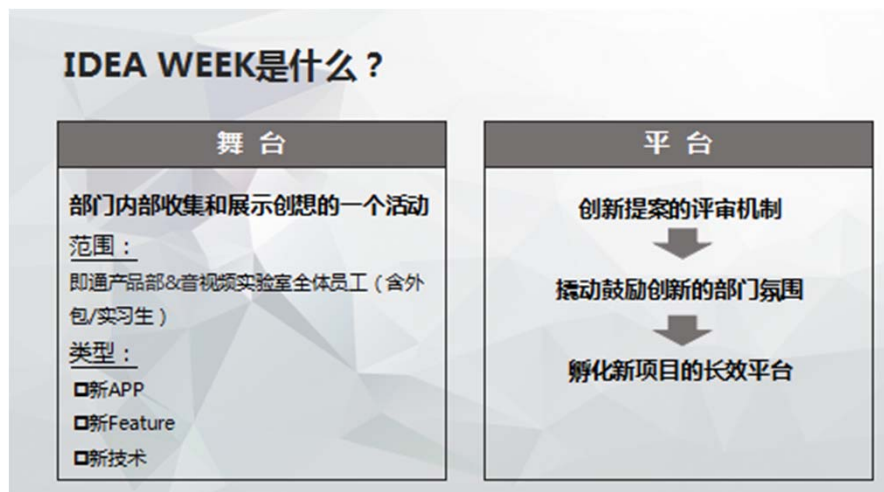 IDEA WEEK是什么？
舞 台
部门内部收集和展示创想的一个活动
范围：
即通产品部&音视频实验室全体员工（含外
包/实习生）
类型：
新APP
新Feature
新技术
平 台
创新提案的评审机制
撬动鼓励创新的部门氛围
孵化新项目的长效平台